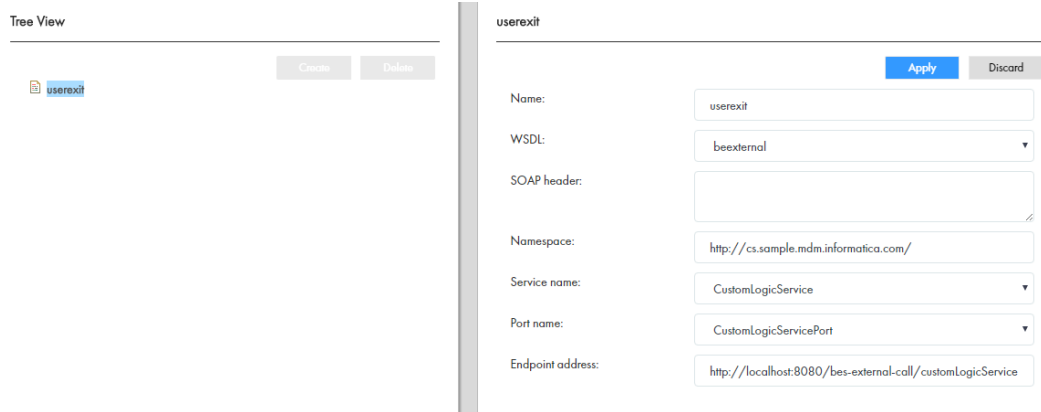 Tree View
Create Delete
userexit
userexit
Apply Discard
Name: userexit
WSDL: beexternal
SOAP header:
Namespace: http://cs.sample.mdm.informatica.com/
Service name: CustomLogicService
Port name: CustomLogicServicePort
Endpoint address: http://localhost:8080/bes-external-call/customLogicService